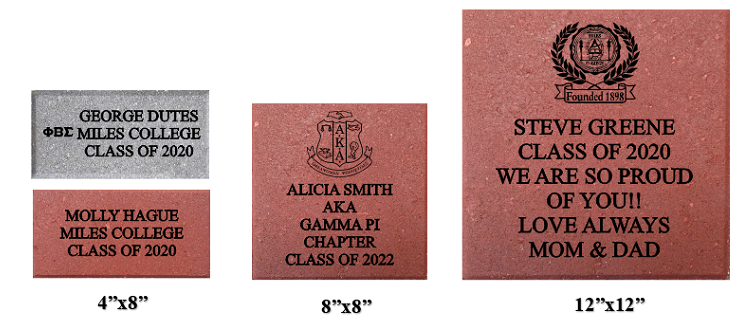 GEORGE DUTES
ΦΒΣ MILES COLLEGE
CLASS OF 2020
MOLLY HAGUE
MILES COLLEGE
CLASS OF 2020
4”x8”
AKA
ALICIA SMITH
AKA
GAMMA PI
CHAPTER
CLASS OF 2022
8”x8”
Founded 1898
STEVE GREENE
CLASS OF 2020
WE ARE SO PROUD
OF YOU!!
LOVE ALWAYS
MOM & DAD
12”x12”